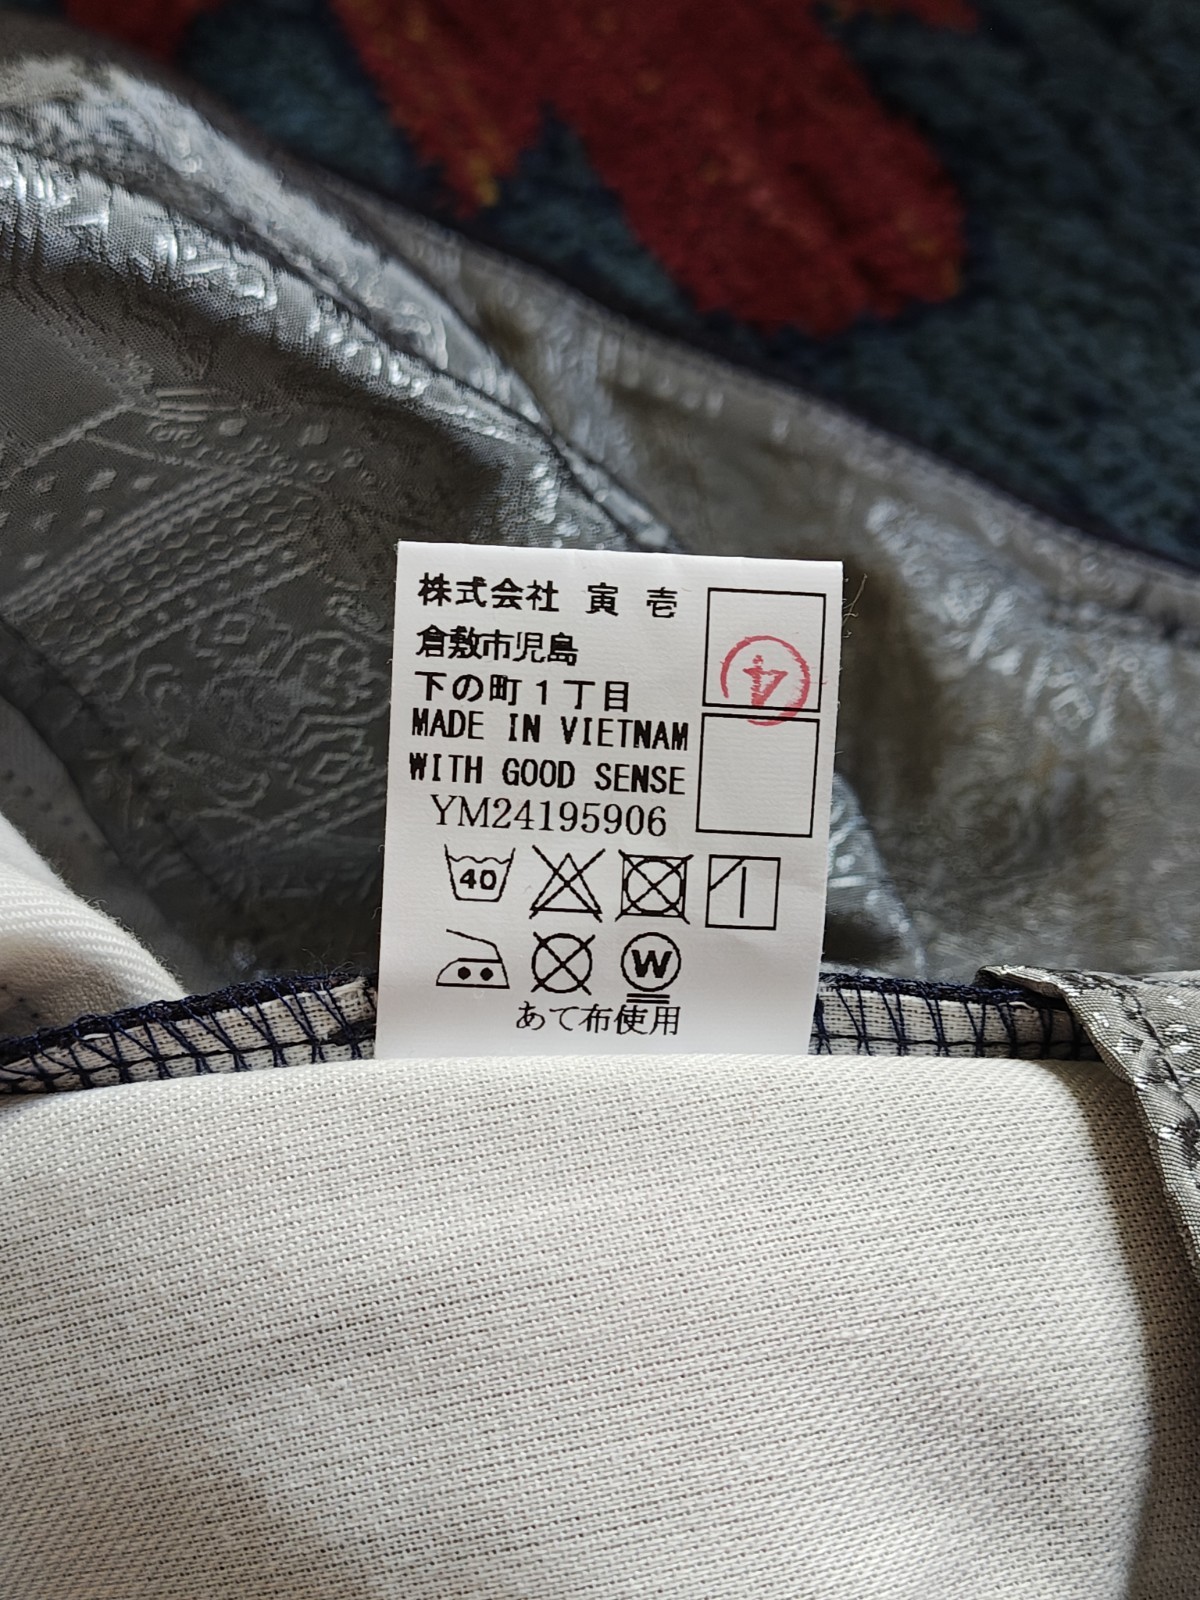 株式会社 寅壱
倉敷市児島
下の町1丁目
MADE IN VIETNAM
WITH GOOD SENSE
YM24195906
4
40
W
あて布使用